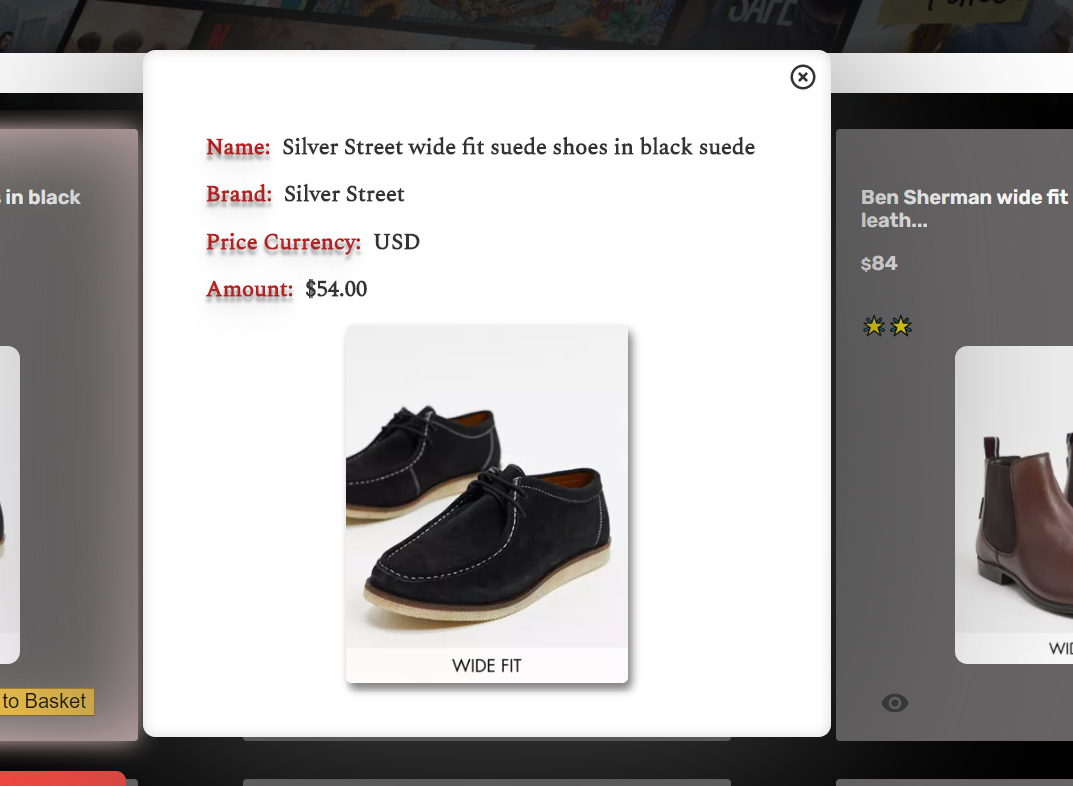 SAFE
Name: Silver Street wide fit suede shoes in black suede
Brand: Silver Street
Price Currency: USD
Amount: $54.00
WIDE FIT
in black
to Basket
Ben Sherman wide fit
leath...
$84